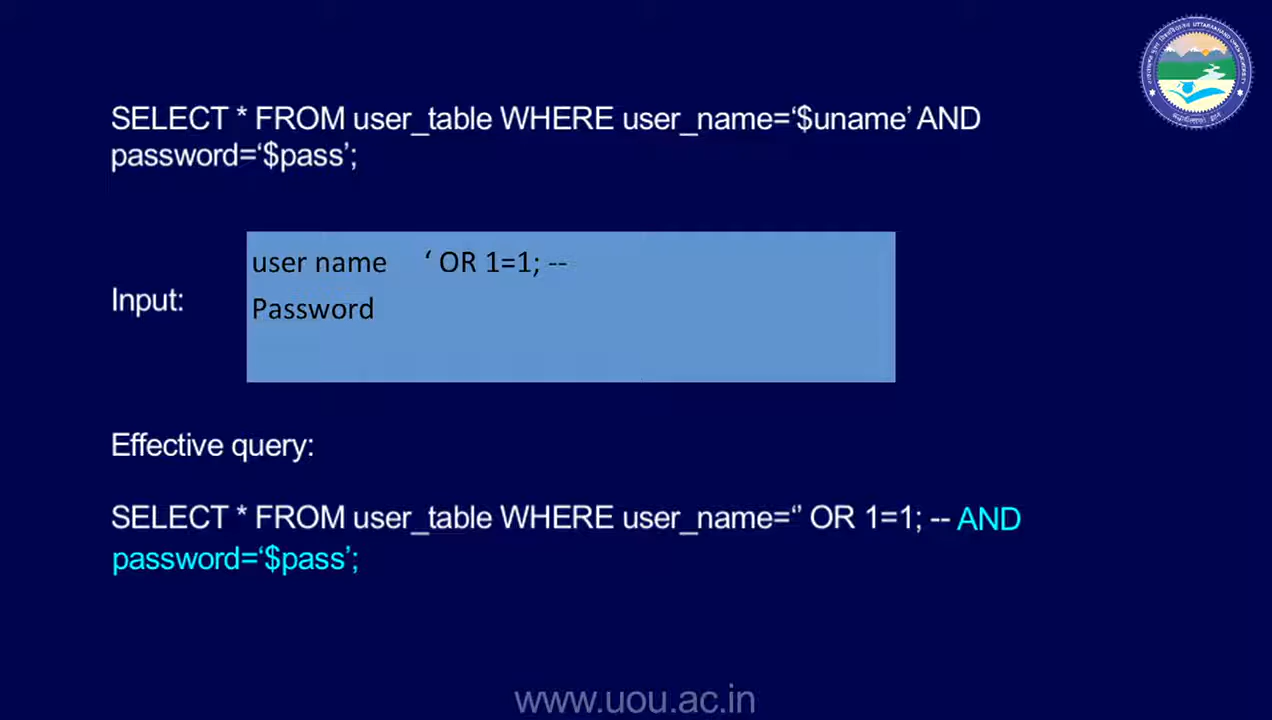 SELECT * FROM user_table WHERE user_name=‘$uname’ AND
password=‘$pass’;
user name ‘ OR 1=1; --
Input:
Password
Effective query:
SELECT * FROM user_table WHERE user_name=‘’ OR 1=1; -- AND
password=‘$pass’;
www.uou.ac.in